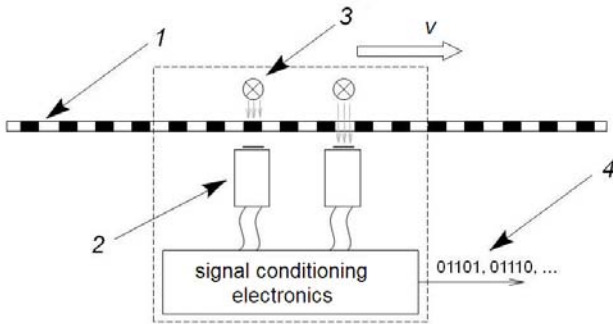 1
3
v
2
4
signal conditioning
electronics
01101, 01110, ...